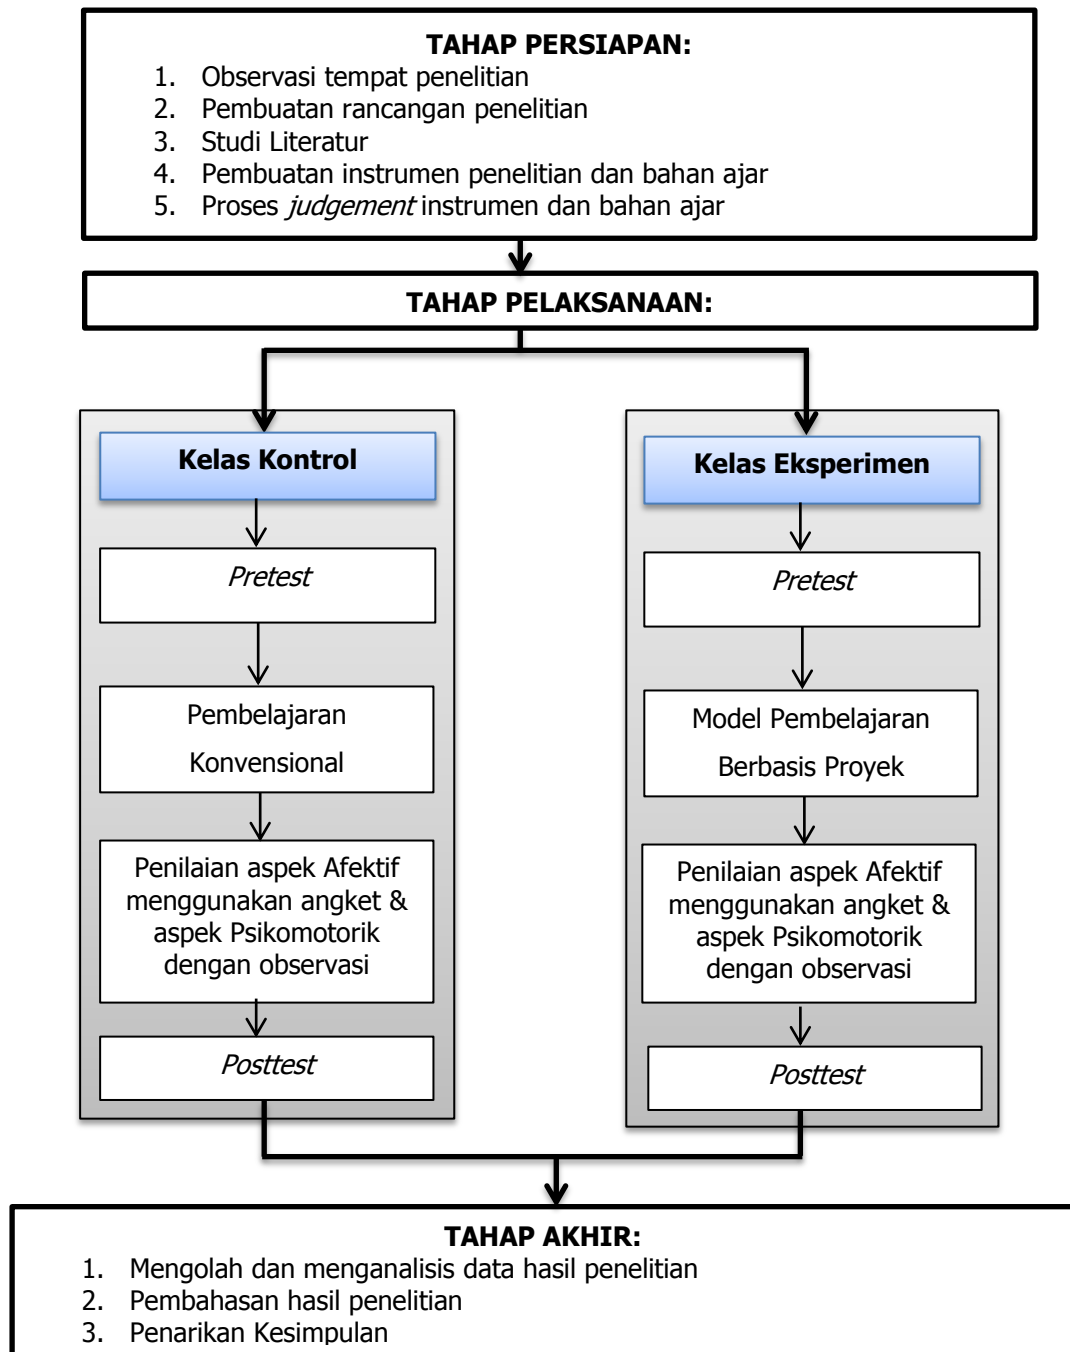 TAHAP PERSIAPAN:
1. Observasi tempat penelitian
2. Pembuatan rancangan penelitian
3. Studi Literatur
4. Pembuatan instrumen penelitian dan bahan ajar
5. Proses judgement instrumen dan bahan ajar
TAHAP PELAKSANAAN:
Kelas Kontrol
Pretest
Pembelajaran
Konvensional
Penilaian aspek Afektif
menggunakan angket &
aspek Psikomotorik
dengan observasi
Posttest
Kelas Eksperimen
Pretest
Model Pembelajaran
Berbasis Proyek
Penilaian aspek Afektif
menggunakan angket &
aspek Psikomotorik
dengan observasi
Posttest
TAHAP AKHIR:
1. Mengolah dan menganalisis data hasil penelitian
2. Pembahasan hasil penelitian
3. Penarikan Kesimpulan